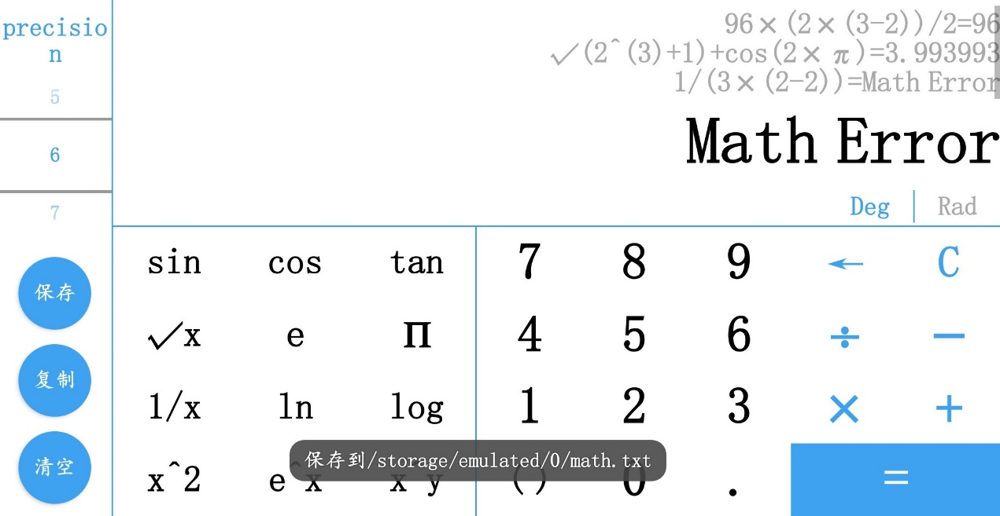 precisio
n
5
6
7
保存
复制
清空
96×(2×(3-2))/2=96
√(2^(3)+1)+cos(2×π)=3.993993
1/(3×(2-2))=Math Error
Math Error
Deg | Rad
sin cos tan 7 8 9 ← C
√x e Π 4 5 6 ÷ −
1/x ln log 1 2 3 × +
保存到/storage/emulated/0/math.txt
x^2 e^x x^y () 0 . =